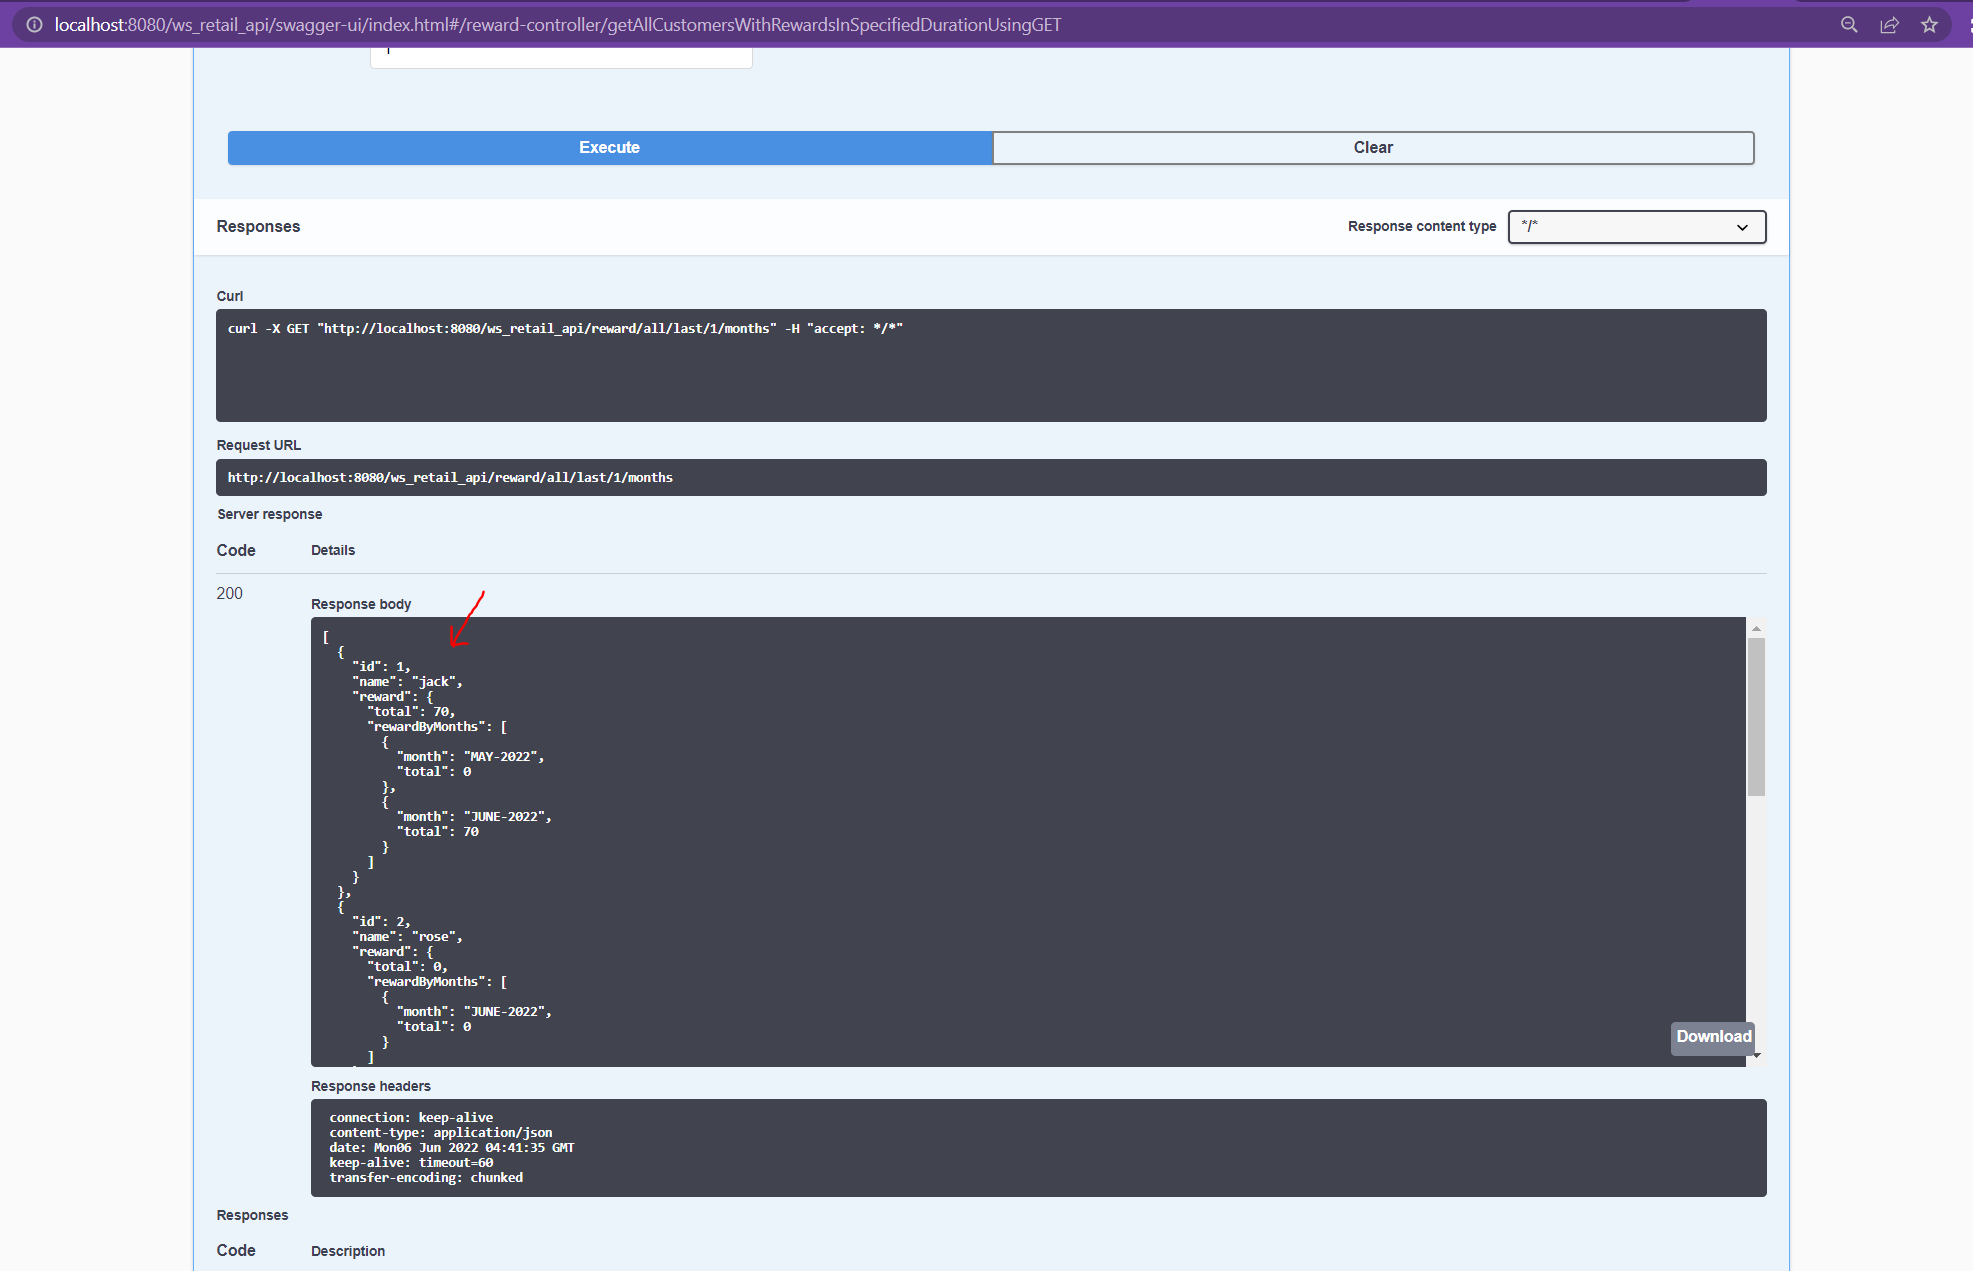 localhost:8080/ws_retail_api/swagger-ui/index.html#/reward-controller/getAllCustomersWithRewardsInSpecifiedDurationUsingGET
Execute
Clear
Responses
Response content type
*/*
Curl
curl -X GET "http://localhost:8080/ws_retail_api/reward/all/last/1/months" -H "accept: */*"
Request URL
http://localhost:8080/ws_retail_api/reward/all/last/1/months
Server response
Code Details
200
Response body
[
  {
    "id": 1,
    "name": "jack",
    "reward": {
      "total": 70,
      "rewardByMonths": [
        {
          "month": "MAY-2022",
          "total": 0
        },
        {
          "month": "JUNE-2022",
          "total": 70
        }
      ]
    }
  },
  {
    "id": 2,
    "name": "rose",
    "reward": {
      "total": 0,
      "rewardByMonths": [
        {
          "month": "JUNE-2022",
          "total": 0
        }
      ]
Download
Response headers
connection: keep-alive
content-type: application/json
date: Mon06 Jun 2022 04:41:35 GMT
keep-alive: timeout=60
transfer-encoding: chunked
Responses
Code Description